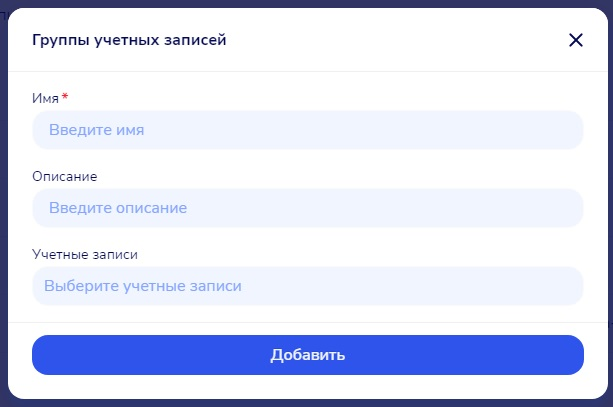 Группы учетных записей
Имя *
Введите имя
Описание
Введите описание
Учетные записи
Выберите учетные записи
Добавить